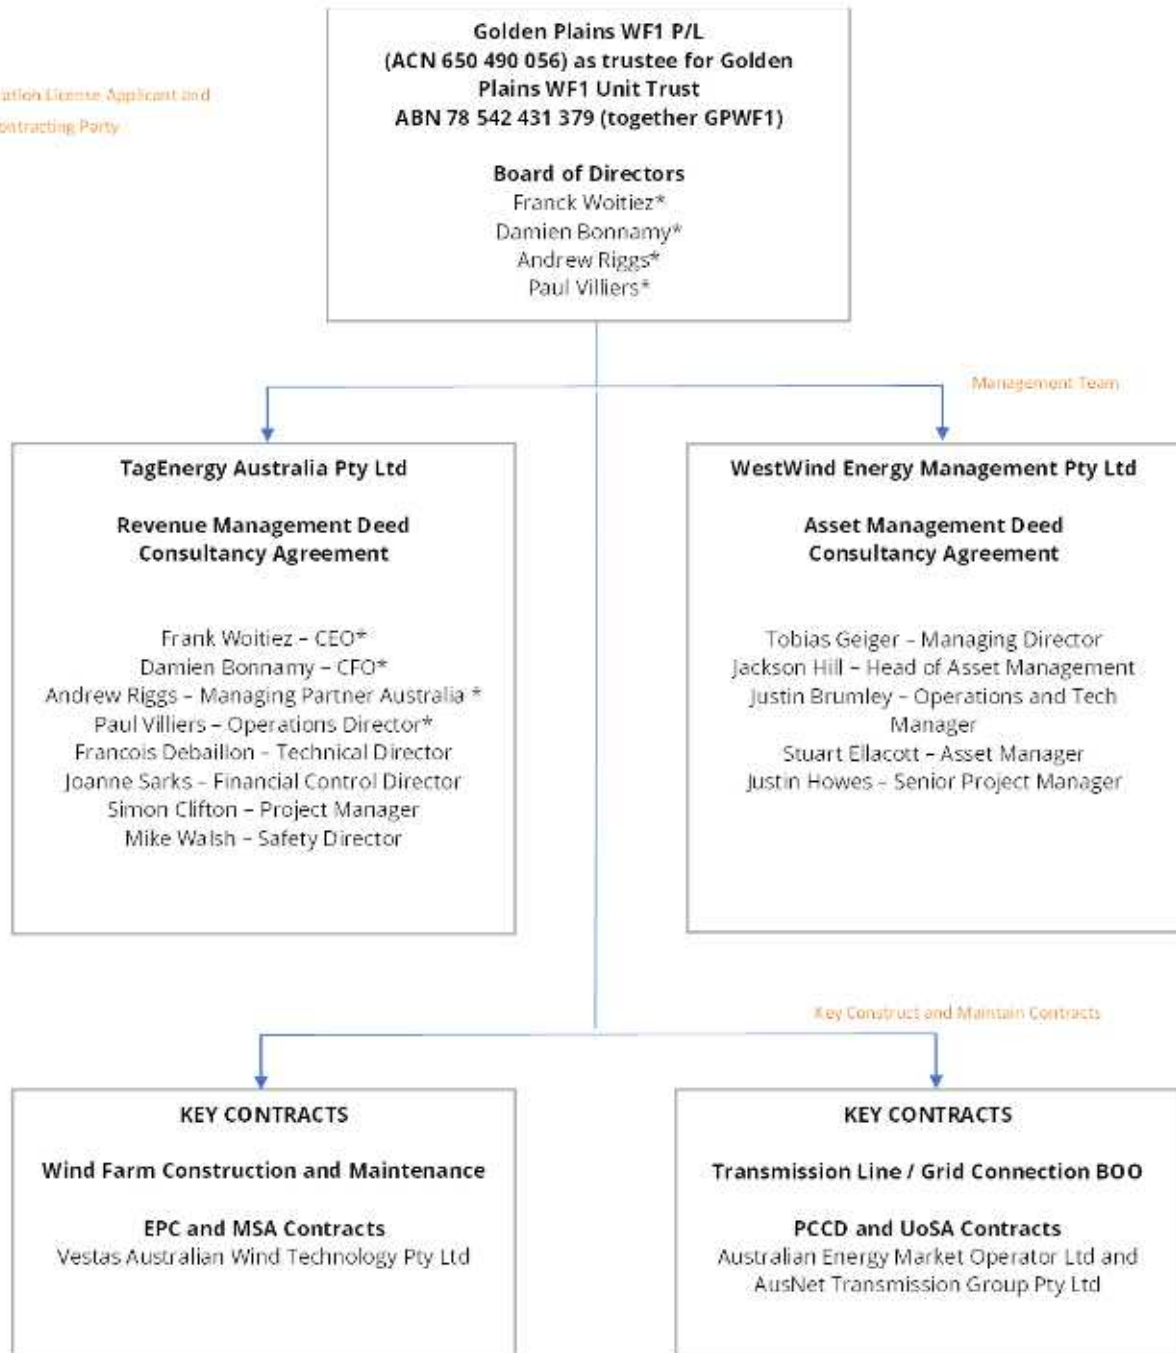 Golden Plains WF1 P/L
(ACN 650 490 056) as trustee for Golden
Plains WF1 Unit Trust
ABN 78 542 431 379 (together GPWF1)
License Applicant and
Party
Board of Directors
Franck Woitiez*
Damien Bonnamy*
Andrew Riggs*
Paul Villiers*
Management Team
TagEnergy Australia Pty Ltd
Revenue Management Deed
Consultancy Agreement
Frank Woitiez – CEO*
Damien Bonnamy – CFO*
Andrew Riggs – Managing Partner Australia *
Paul Villiers – Operations Director*
Francois Debaillon – Technical Director
Joanne Sarks – Financial Control Director
Simon Clifton – Project Manager
Mike Walsh – Safety Director
WestWind Energy Management Pty Ltd
Asset Management Deed
Consultancy Agreement
Tobias Geiger – Managing Director
Jackson Hill – Head of Asset Management
Justin Brumley – Operations and Tech
Manager
Stuart Ellacott – Asset Manager
Justin Howes – Senior Project Manager
Key Construct and Maintain Contracts
KEY CONTRACTS
Wind Farm Construction and Maintenance
EPC and MSA Contracts
Vestas Australian Wind Technology Pty Ltd
KEY CONTRACTS
Transmission Line / Grid Connection BOO
PCCD and UoSA Contracts
Australian Energy Market Operator Ltd and
AusNet Transmission Group Pty Ltd